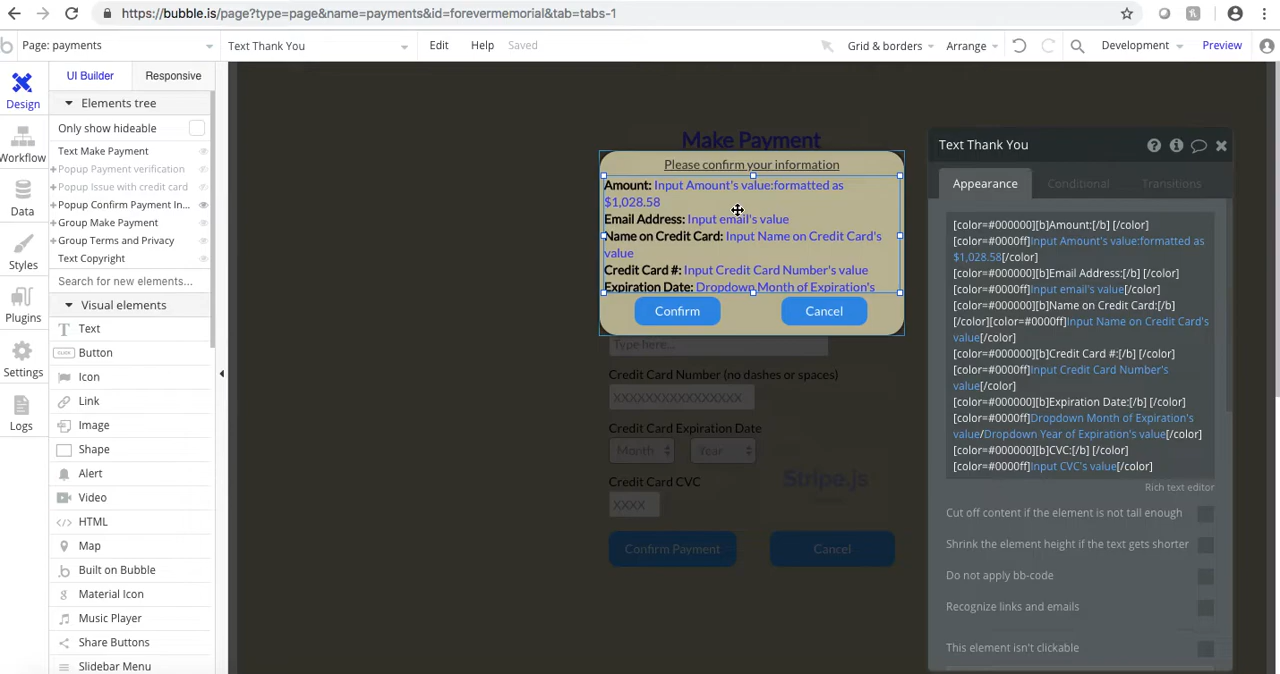 https://bubble.is/page?type=page&name=payments&id=forevermemorial&tab=tabs-1
Page: payments
Text Thank You
Edit
Help
Saved
Grid & borders
Arrange
Development
Preview
Design
Workflow
Data
Styles
Plugins
Settings
Logs
UI Builder
Responsive
Elements tree
Only show hideable
Text Make Payment
Popup Payment verification
Popup Issue with credit card
Popup Confirm Payment In...
Group Make Payment
Group Terms and Privacy
Text Copyright
Search for new elements...
Visual elements
Text
CLICK
Button
Icon
Link
Image
Shape
Alert
Video
HTML
Map
Built on Bubble
Material Icon
Music Player
Share Buttons
Slidebar Menu
Make Payment
Please confirm your information
Amount: Input Amount's value:formatted as
$1,028.58
Email Address: Input email's value
Name on Credit Card: Input Name on Credit Card's
value
Credit Card #: Input Credit Card Number's value
Expiration Date: Dropdown Month of Expiration's
Confirm
Cancel
Type here...
Credit Card Number (no dashes or spaces)
XXXXXXXXXXXXXXXX
Credit Card Expiration Date
Month
Year
Credit Card CVC
XXXX
Stripe.js
Confirm Payment
Cancel
Text Thank You
Appearance
Conditional
Transitions
[color=#000000][b]Amount:[/b] [/color]
[color=#0000ff]Input Amount's value:formatted as
$1,028.58[/color]
[color=#000000][b]Email Address:[/b] [/color]
[color=#0000ff]Input email's value[/color]
[color=#000000][b]Name on Credit Card:[/b]
[/color][color=#0000ff]Input Name on Credit Card's
value[/color]
[color=#000000][b]Credit Card #:[/b] [/color]
[color=#0000ff]Input Credit Card Number's
value[/color]
[color=#000000][b]Expiration Date:[/b] [/color]
[color=#0000ff]Dropdown Month of Expiration's
value/Dropdown Year of Expiration's value[/color]
[color=#000000][b]CVC:[/b] [/color]
[color=#0000ff]Input CVC's value[/color]
Rich text editor
Cut off content if the element is not tall enough
Shrink the element height if the text gets shorter
Do not apply bb-code
Recognize links and emails
This element isn't clickable